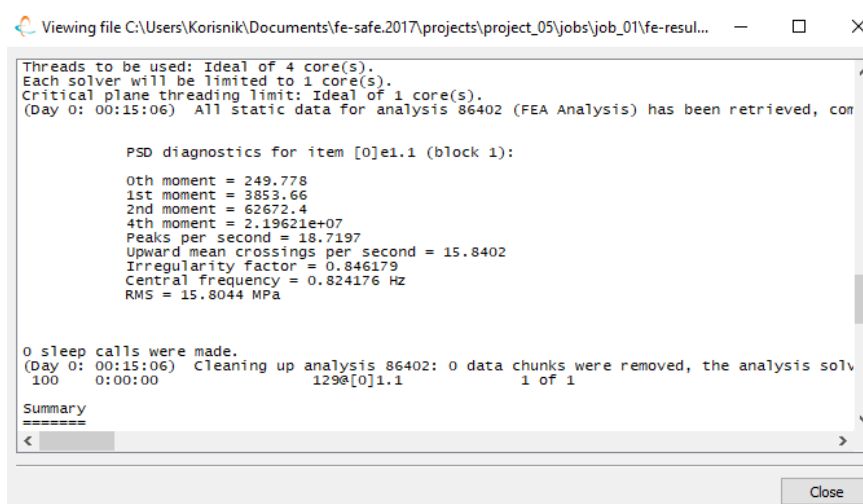 Viewing file C:\Users\Korisnik\Documents\fe-safe.2017\projects\project_05\jobs\job_01\fe-resul...
Threads to be used: Ideal of 4 core(s).
Each solver will be limited to 1 core(s).
Critical plane threading limit: Ideal of 1 core(s).
(Day 0: 00:15:06) All static data for analysis 86402 (FEA Analysis) has been retrieved, com
PSD diagnostics for item [0]e1.1 (block 1):
0th moment = 249.778
1st moment = 3853.66
2nd moment = 62672.4
4th moment = 2.19621e+07
Peaks per second = 18.7197
Upward mean crossings per second = 15.8402
Irregularity factor = 0.846179
Central frequency = 0.824176 Hz
RMS = 15.8044 MPa
0 sleep calls were made.
(Day 0: 00:15:06) Cleaning up analysis 86402: 0 data chunks were removed, the analysis solv
100 0:00:00 129@[0]1.1 1 of 1
Summary
=======
Close